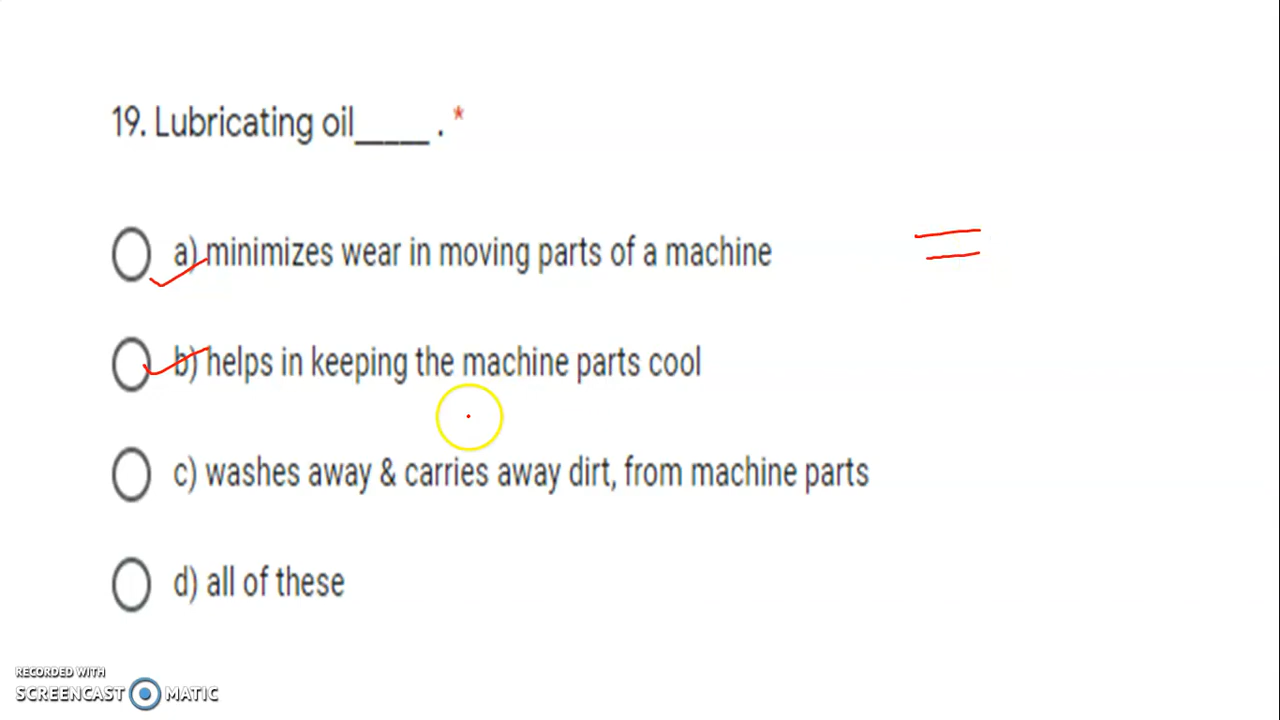 19. Lubricating oil_____ . *
a) minimizes wear in moving parts of a machine
b) helps in keeping the machine parts cool
c) washes away & carries away dirt, from machine parts
d) all of these
RECORDED WITH
SCREENCAST MATIC